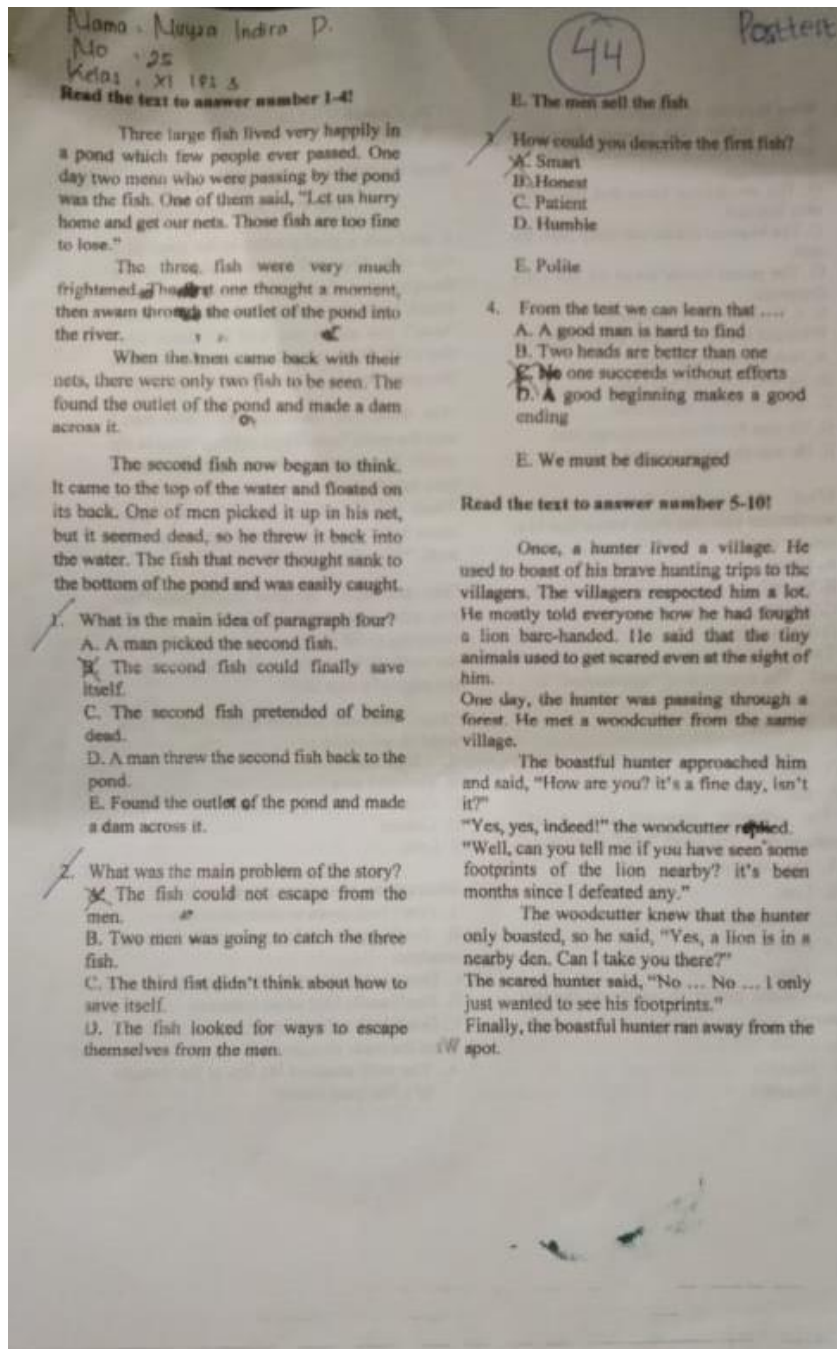 Nama : Nuysa Indira P.
No : 25
Kelas : XI IPS 3
44
Posttest
Read the text to answer number 1-4!
Three large fish lived very happily in
a pond which few people ever passed. One
day two menn who were passing by the pond
was the fish. One of them said, "Let us hurry
home and get our nets. Those fish are too fine
to lose."
The three fish were very much
frightened. The first one thought a moment,
then swam through the outlet of the pond into
the river.
When the men came back with their
nets, there were only two fish to be seen. The
found the outlet of the pond and made a dam
across it.
The second fish now began to think.
It came to the top of the water and floated on
its back. One of men picked it up in his net,
but it seemed dead, so he threw it back into
the water. The fish that never thought sank to
the bottom of the pond and was easily caught.
1. What is the main idea of paragraph four?
A. A man picked the second fish.
B. The second fish could finally save
itself.
C. The second fish pretended of being
dead.
D. A man threw the second fish back to the
pond.
E. Found the outlet of the pond and made
a dam across it.
2. What was the main problem of the story?
A. The fish could not escape from the
men.
B. Two men was going to catch the three
fish.
C. The third fist didn't think about how to
save itself.
D. The fish looked for ways to escape
themselves from the men.
E. The men sell the fish
3. How could you describe the first fish?
A. Smart
B. Honest
C. Patient
D. Humble
E. Polite
4. From the test we can learn that ....
A. A good man is hard to find
B. Two heads are better than one
C. No one succeeds without efforts
D. A good beginning makes a good
ending
E. We must be discouraged
Read the text to answer number 5-10!
Once, a hunter lived a village. He
used to boast of his brave hunting trips to the
villagers. The villagers respected him a lot.
He mostly told everyone how he had fought
a lion bare-handed. He said that the tiny
animals used to get scared even at the sight of
him.
One day, the hunter was passing through a
forest. He met a woodcutter from the same
village.
The boastful hunter approached him
and said, "How are you? it's a fine day, isn't
it?"
"Yes, yes, indeed!" the woodcutter replied.
"Well, can you tell me if you have seen some
footprints of the lion nearby? it's been
months since I defeated any."
The woodcutter knew that the hunter
only boasted, so he said, "Yes, a lion is in a
nearby den. Can I take you there?"
The scared hunter said, "No ... No ... I only
just wanted to see his footprints."
Finally, the boastful hunter ran away from the
spot.